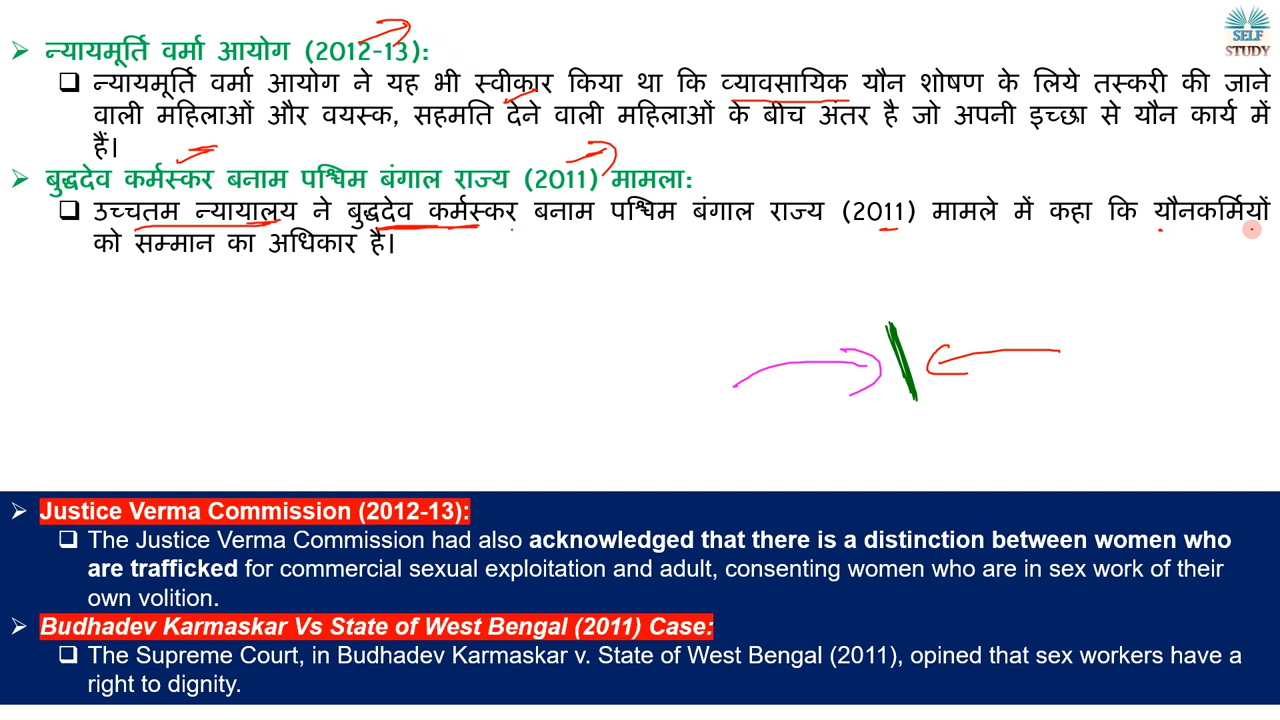 SELF
STUDY
➢ न्यायमूर्ति वर्मा आयोग (2012-13):
❑ न्यायमूर्ति वर्मा आयोग ने यह भी स्वीकार किया था कि व्यावसायिक यौन शोषण के लिये तस्करी की जाने
वाली महिलाओं और वयस्क, सहमति देने वाली महिलाओं के बीच अंतर है जो अपनी इच्छा से यौन कार्य में
हैं।
➢ बुद्धदेव कर्मस्कर बनाम पश्चिम बंगाल राज्य (2011) मामला:
❑ उच्चतम न्यायालय ने बुद्धदेव कर्मस्कर बनाम पश्चिम बंगाल राज्य (2011) मामले में कहा कि यौनकर्मियों
को सम्मान का अधिकार है।
➢ Justice Verma Commission (2012-13):
❑ The Justice Verma Commission had also acknowledged that there is a distinction between women who
are trafficked for commercial sexual exploitation and adult, consenting women who are in sex work of their
own volition.
➢ Budhadev Karmaskar Vs State of West Bengal (2011) Case:
❑ The Supreme Court, in Budhadev Karmaskar v. State of West Bengal (2011), opined that sex workers have a
right to dignity.